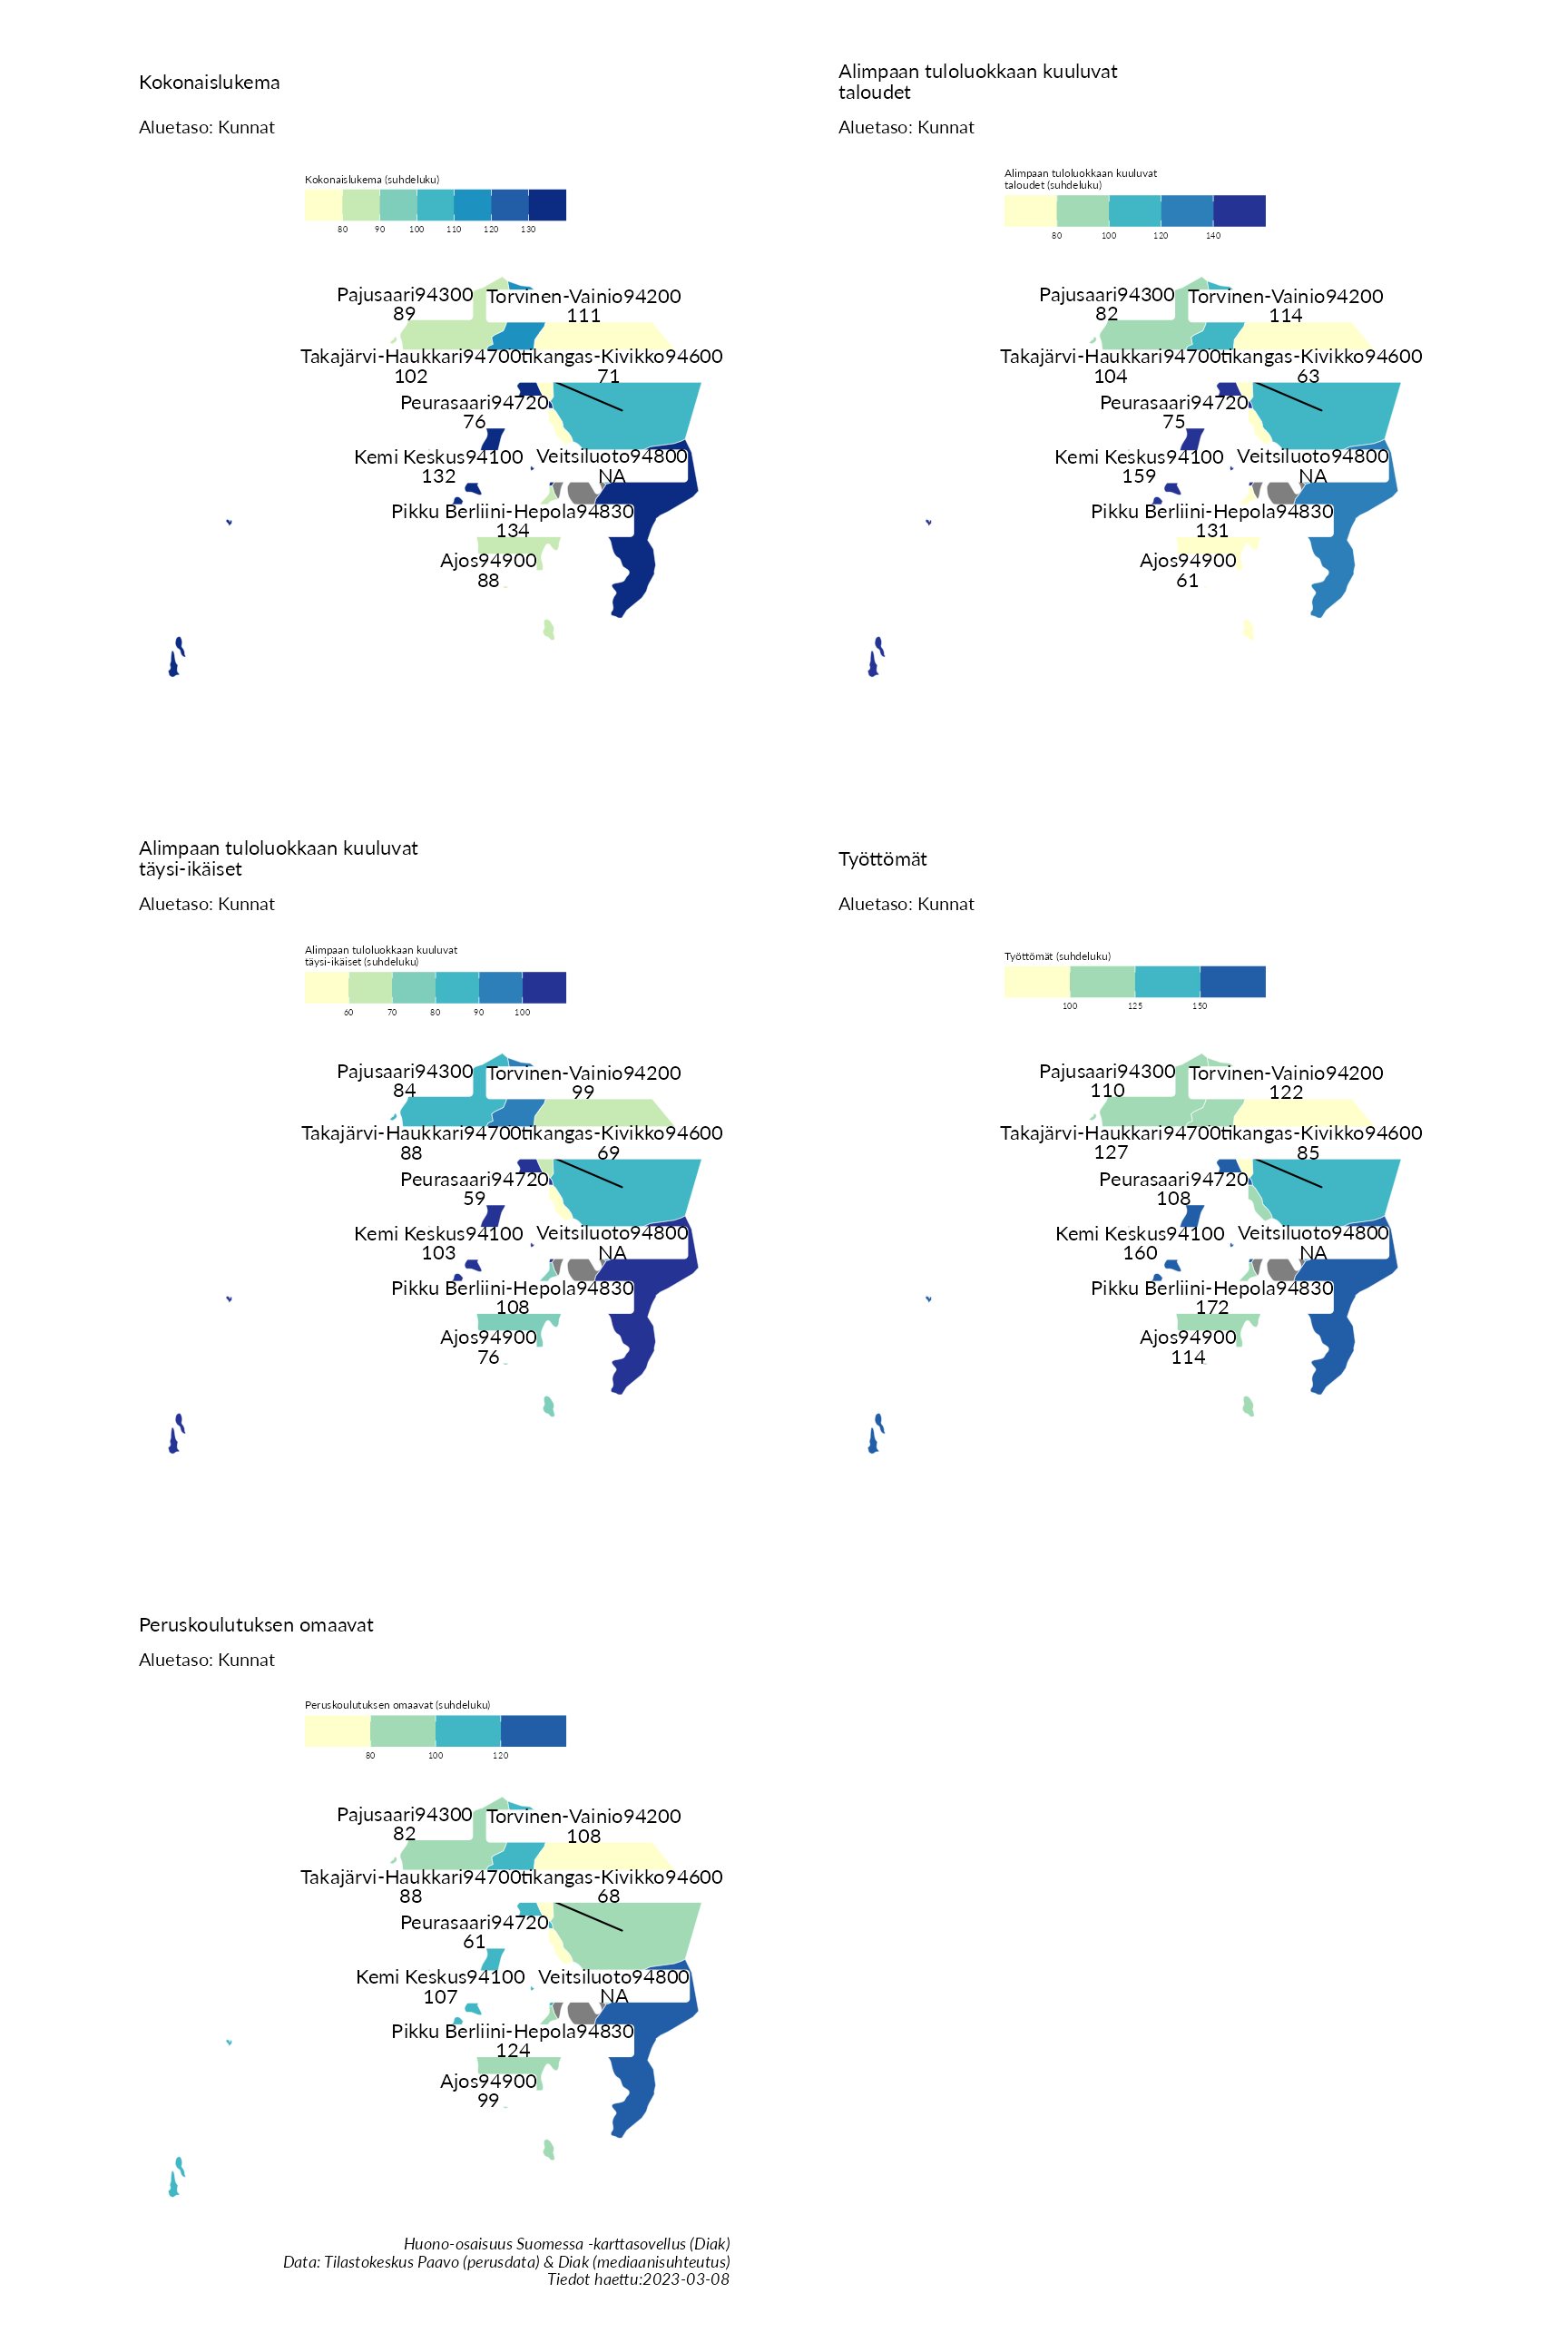 Kokonaislukema
Aluetaso: Kunnat
Kokonaislukema (suhdeluku)
80 90 100 110 120 130
Pajusaari94300
89
Torvinen-Vainio94200
111
Takajärvi-Haukkari94700
102
tikangas-Kivikko94600
71
Peurasaari94720
76
Kemi Keskus94100
132
Veitsiluoto94800
NA
Pikku Berliini-Hepola94830
134
Ajos94900
88
Alimpaan tuloluokkaan kuuluvat
taloudet
Aluetaso: Kunnat
Alimpaan tuloluokkaan kuuluvat
taloudet (suhdeluku)
80 100 120 140
Pajusaari94300
82
Torvinen-Vainio94200
114
Takajärvi-Haukkari94700
104
tikangas-Kivikko94600
63
Peurasaari94720
75
Kemi Keskus94100
159
Veitsiluoto94800
NA
Pikku Berliini-Hepola94830
131
Ajos94900
61
Alimpaan tuloluokkaan kuuluvat
täysi-ikäiset
Aluetaso: Kunnat
Alimpaan tuloluokkaan kuuluvat
täysi-ikäiset (suhdeluku)
60 70 80 90 100
Pajusaari94300
84
Torvinen-Vainio94200
99
Takajärvi-Haukkari94700
88
tikangas-Kivikko94600
69
Peurasaari94720
59
Kemi Keskus94100
103
Veitsiluoto94800
NA
Pikku Berliini-Hepola94830
108
Ajos94900
76
Työttömät
Aluetaso: Kunnat
Työttömät (suhdeluku)
100 125 150
Pajusaari94300
110
Torvinen-Vainio94200
122
Takajärvi-Haukkari94700
127
tikangas-Kivikko94600
85
Peurasaari94720
108
Kemi Keskus94100
160
Veitsiluoto94800
NA
Pikku Berliini-Hepola94830
172
Ajos94900
114
Peruskoulutuksen omaavat
Aluetaso: Kunnat
Peruskoulutuksen omaavat (suhdeluku)
80 100 120
Pajusaari94300
82
Torvinen-Vainio94200
108
Takajärvi-Haukkari94700
88
tikangas-Kivikko94600
68
Peurasaari94720
61
Kemi Keskus94100
107
Veitsiluoto94800
NA
Pikku Berliini-Hepola94830
124
Ajos94900
99
Huono-osaisuus Suomessa -karttasovellus (Diak)
Data: Tilastokeskus Paavo (perusdata) & Diak (mediaanisuhteutus)
Tiedot haettu:2023-03-08